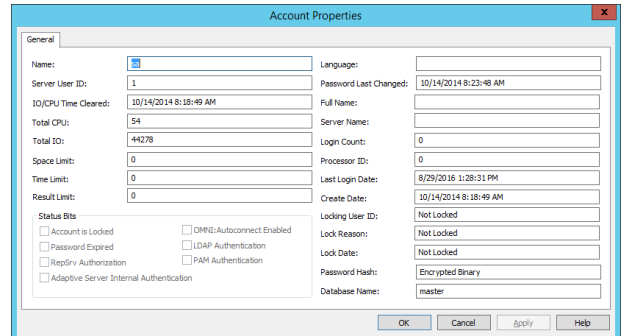 Account Properties
x
General
Name: sa
Server User ID: 1
IO/CPU Time Cleared: 10/14/2014 8:18:49 AM
Total CPU: 54
Total IO: 44278
Space Limit: 0
Time Limit: 0
Result Limit: 0
Status Bits
Account is Locked
OMNI:Autoconnect Enabled
Password Expired
LDAP Authentication
RepSrv Authorization
PAM Authentication
Adaptive Server Internal Authentication
Language:
Password Last Changed: 10/14/2014 8:23:48 AM
Full Name:
Server Name:
Login Count: 0
Processor ID: 0
Last Login Date: 8/29/2016 1:28:31 PM
Create Date: 10/14/2014 8:18:49 AM
Locking User ID: Not Locked
Lock Reason: Not Locked
Lock Date: Not Locked
Password Hash: Encrypted Binary
Database Name: master
OK Cancel Apply Help